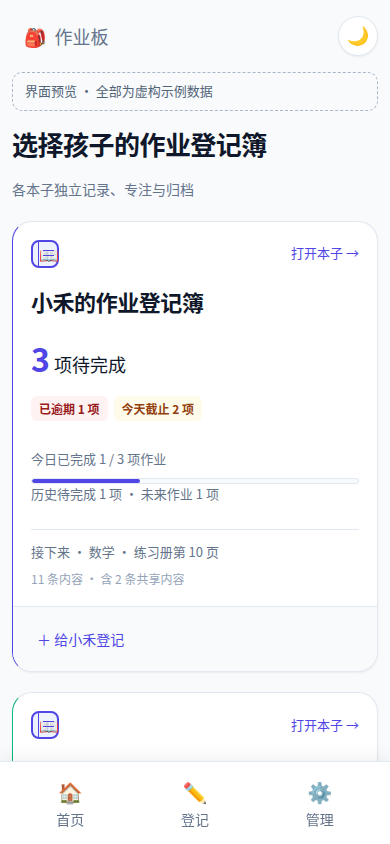 作业板
界面预览 · 全部为虚构示例数据
选择孩子的作业登记簿
各本子独立记录、专注与归档
打开本子 →
小禾的作业登记簿
3 项待完成
已逾期 1 项 今天截止 2 项
今日已完成 1 / 3 项作业
历史待完成 1 项 · 未来作业 1 项
接下来 · 数学 · 练习册第 10 页
11 条内容 · 含 2 条共享内容
＋ 给小禾登记
打开本子 →
首页 登记 管理